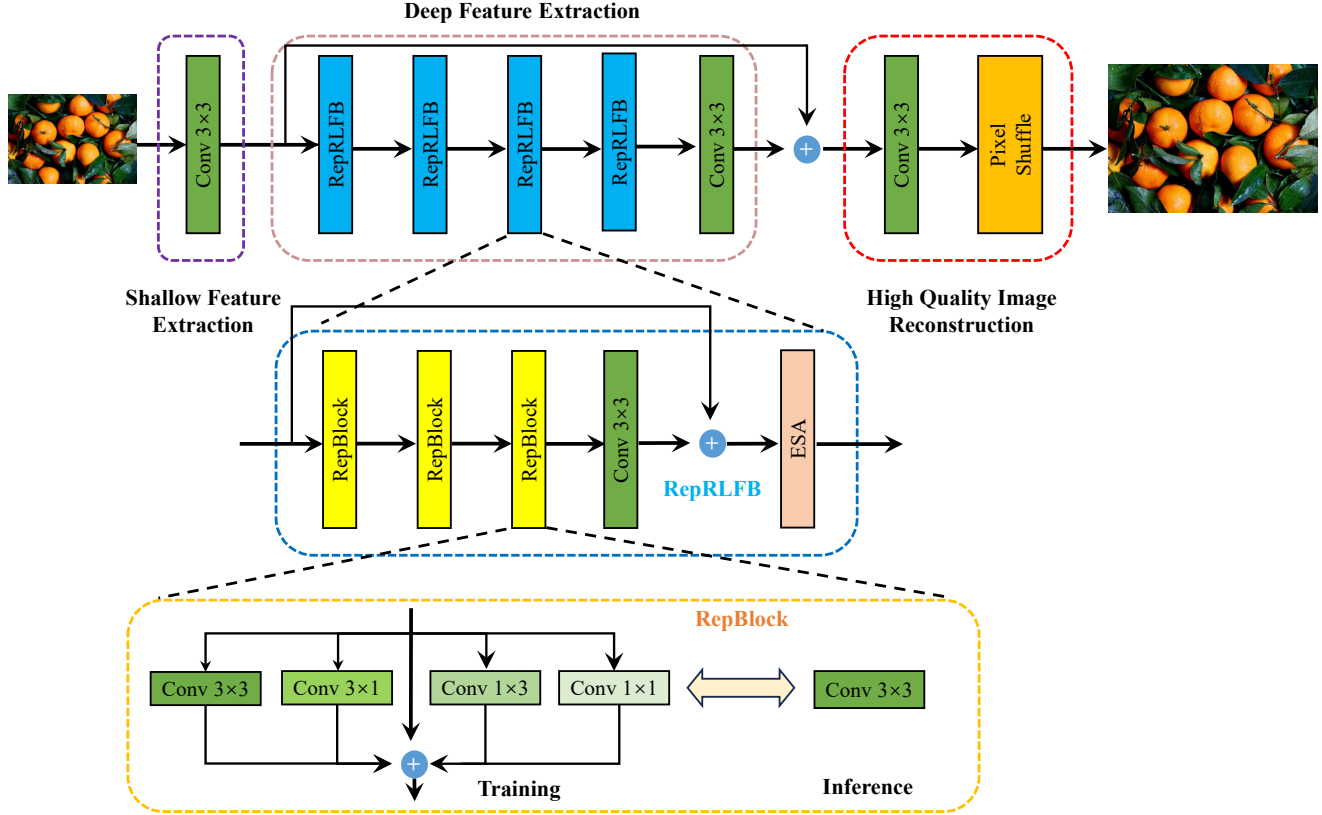 Deep Feature Extraction
Conv 3×3
RepRLFB
RepRLFB
RepRLFB
RepRLFB
Conv 3×3
+
Conv 3×3
Pixel
Shuffle
Shallow Feature
Extraction
High Quality Image
Reconstruction
RepBlock
RepBlock
RepBlock
Conv 3×3
+
ESA
RepRLFB
RepBlock
Conv 3×3
Conv 3×1
Conv 1×3
Conv 1×1
Conv 3×3
+
Training
Inference